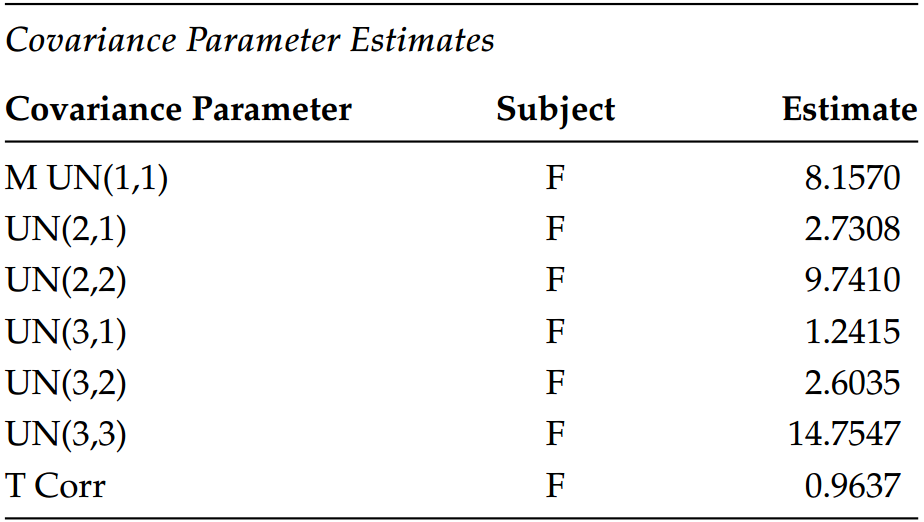 Covariance Parameter Estimates
Covariance Parameter Subject Estimate
M UN(1,1) F 8.1570
UN(2,1) F 2.7308
UN(2,2) F 9.7410
UN(3,1) F 1.2415
UN(3,2) F 2.6035
UN(3,3) F 14.7547
T Corr F 0.9637